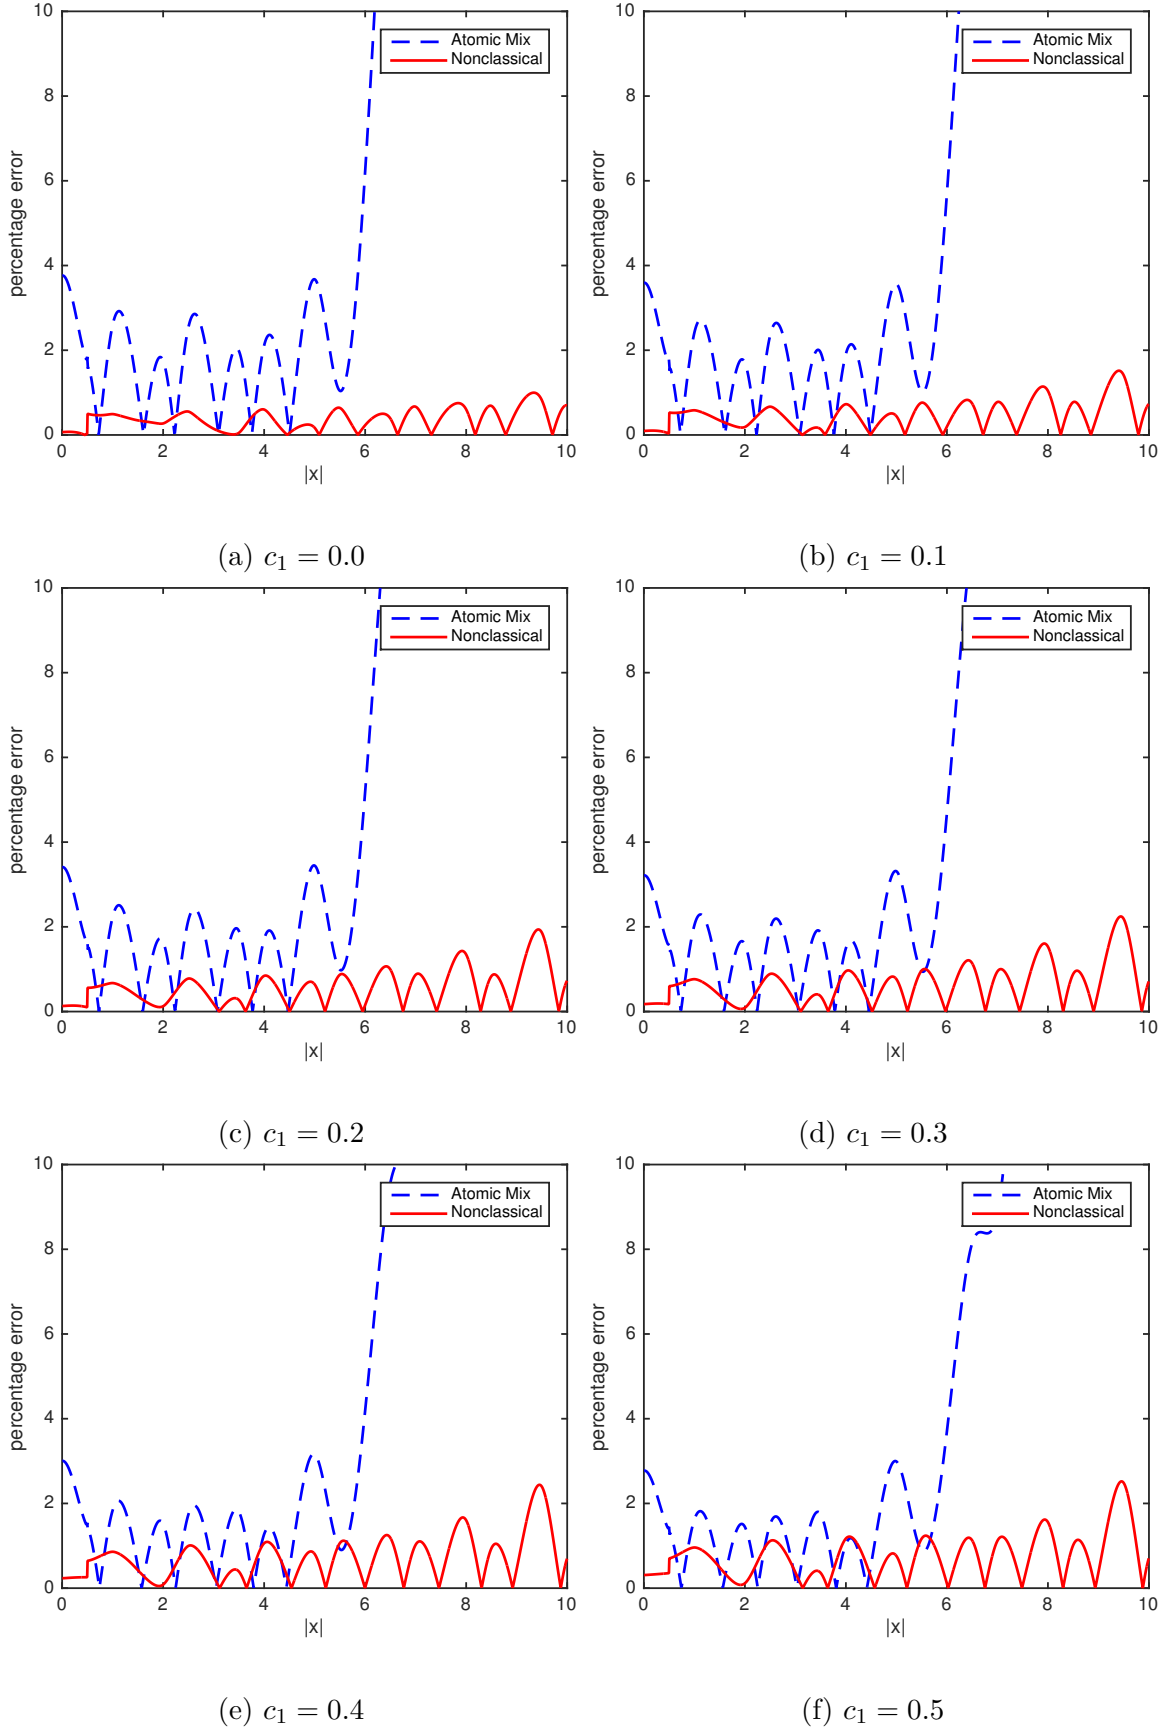 10
8
6
4
2
0
percentage error
0 2 4 6 8 10
|x|
Atomic Mix
Nonclassical
(a) c₁ = 0.0
10
8
6
4
2
0
percentage error
0 2 4 6 8 10
|x|
Atomic Mix
Nonclassical
(b) c₁ = 0.1
10
8
6
4
2
0
percentage error
0 2 4 6 8 10
|x|
Atomic Mix
Nonclassical
(c) c₁ = 0.2
10
8
6
4
2
0
percentage error
0 2 4 6 8 10
|x|
Atomic Mix
Nonclassical
(d) c₁ = 0.3
10
8
6
4
2
0
percentage error
0 2 4 6 8 10
|x|
Atomic Mix
Nonclassical
(e) c₁ = 0.4
10
8
6
4
2
0
percentage error
0 2 4 6 8 10
|x|
Atomic Mix
Nonclassical
(f) c₁ = 0.5